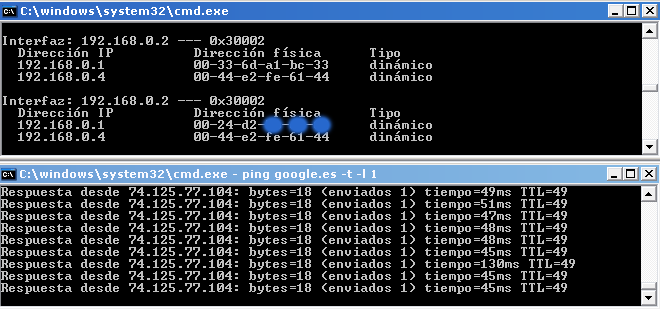 C:\windows\system32\cmd.exe
Interfaz: 192.168.0.2 --- 0x30002
Dirección IP Dirección física Tipo
192.168.0.1 00-33-6d-a1-bc-33 dinámico
192.168.0.4 00-44-e2-fe-61-44 dinámico
Interfaz: 192.168.0.2 --- 0x30002
Dirección IP Dirección física Tipo
192.168.0.1 00-24-d2- dinámico
192.168.0.4 00-44-e2-fe-61-44 dinámico
C:\windows\system32\cmd.exe - ping google.es -t -l 1
Respuesta desde 74.125.77.104: bytes=18 (enviados 1) tiempo=49ms TTL=49
Respuesta desde 74.125.77.104: bytes=18 (enviados 1) tiempo=51ms TTL=49
Respuesta desde 74.125.77.104: bytes=18 (enviados 1) tiempo=47ms TTL=49
Respuesta desde 74.125.77.104: bytes=18 (enviados 1) tiempo=48ms TTL=49
Respuesta desde 74.125.77.104: bytes=18 (enviados 1) tiempo=48ms TTL=49
Respuesta desde 74.125.77.104: bytes=18 (enviados 1) tiempo=45ms TTL=49
Respuesta desde 74.125.77.104: bytes=18 (enviados 1) tiempo=130ms TTL=49
Respuesta desde 74.125.77.104: bytes=18 (enviados 1) tiempo=45ms TTL=49
Respuesta desde 74.125.77.104: bytes=18 (enviados 1) tiempo=45ms TTL=49